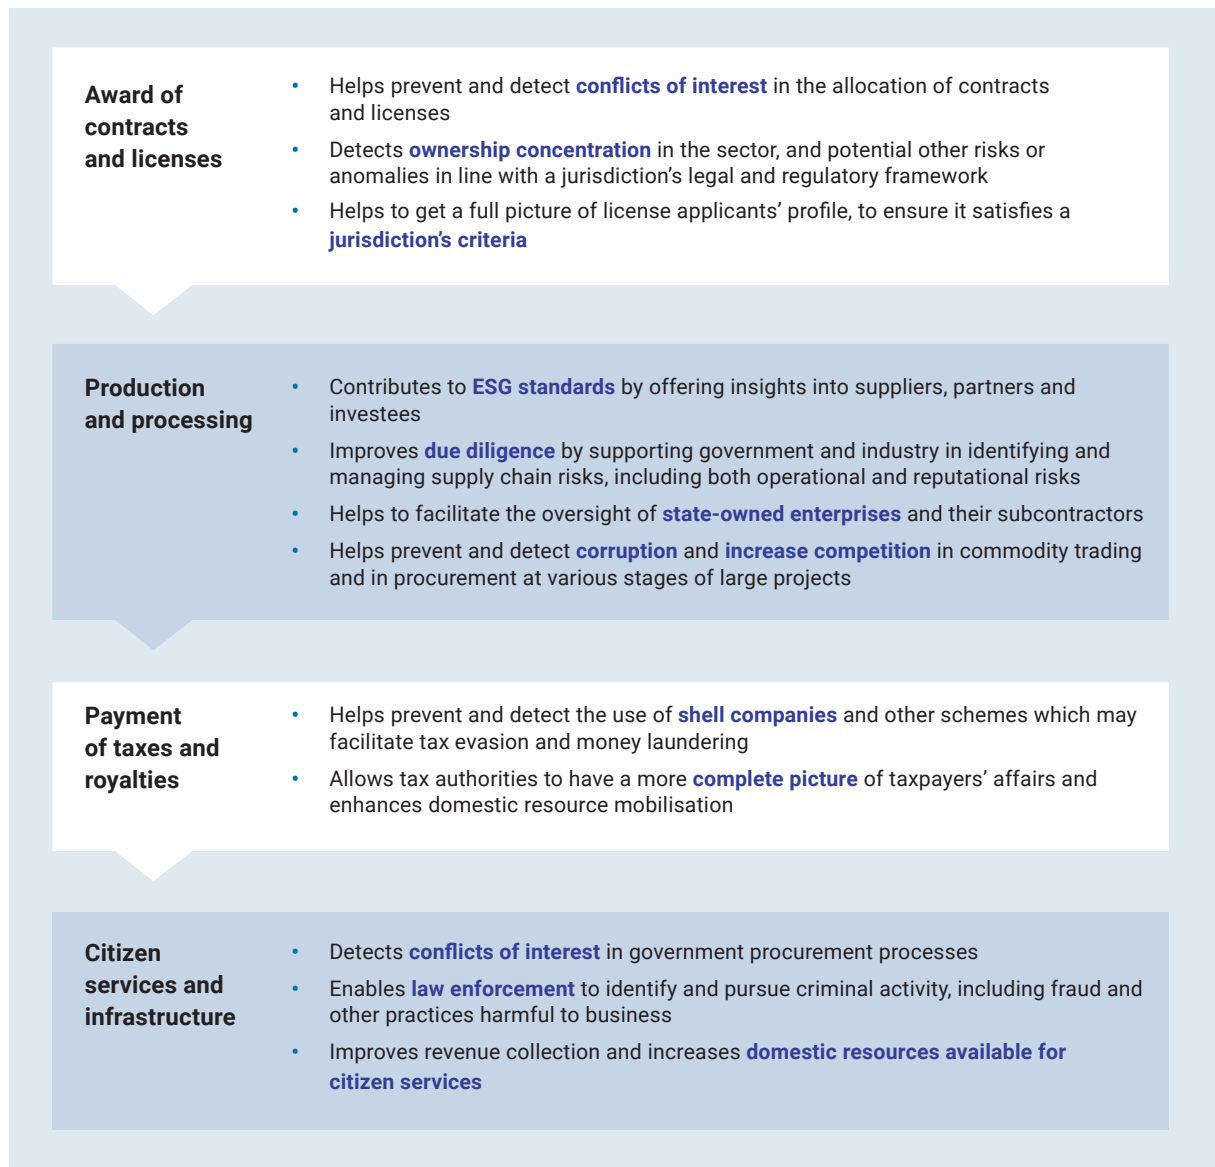 Award of
contracts
and licenses
• Helps prevent and detect conflicts of interest in the allocation of contracts
and licenses
• Detects ownership concentration in the sector, and potential other risks or
anomalies in line with a jurisdiction's legal and regulatory framework
• Helps to get a full picture of license applicants' profile, to ensure it satisfies a
jurisdiction's criteria
Production
and processing
• Contributes to ESG standards by offering insights into suppliers, partners and
investees
• Improves due diligence by supporting government and industry in identifying and
managing supply chain risks, including both operational and reputational risks
• Helps to facilitate the oversight of state-owned enterprises and their subcontractors
• Helps prevent and detect corruption and increase competition in commodity trading
and in procurement at various stages of large projects
Payment
of taxes and
royalties
• Helps prevent and detect the use of shell companies and other schemes which may
facilitate tax evasion and money laundering
• Allows tax authorities to have a more complete picture of taxpayers' affairs and
enhances domestic resource mobilisation
Citizen
services and
infrastructure
• Detects conflicts of interest in government procurement processes
• Enables law enforcement to identify and pursue criminal activity, including fraud and
other practices harmful to business
• Improves revenue collection and increases domestic resources available for
citizen services